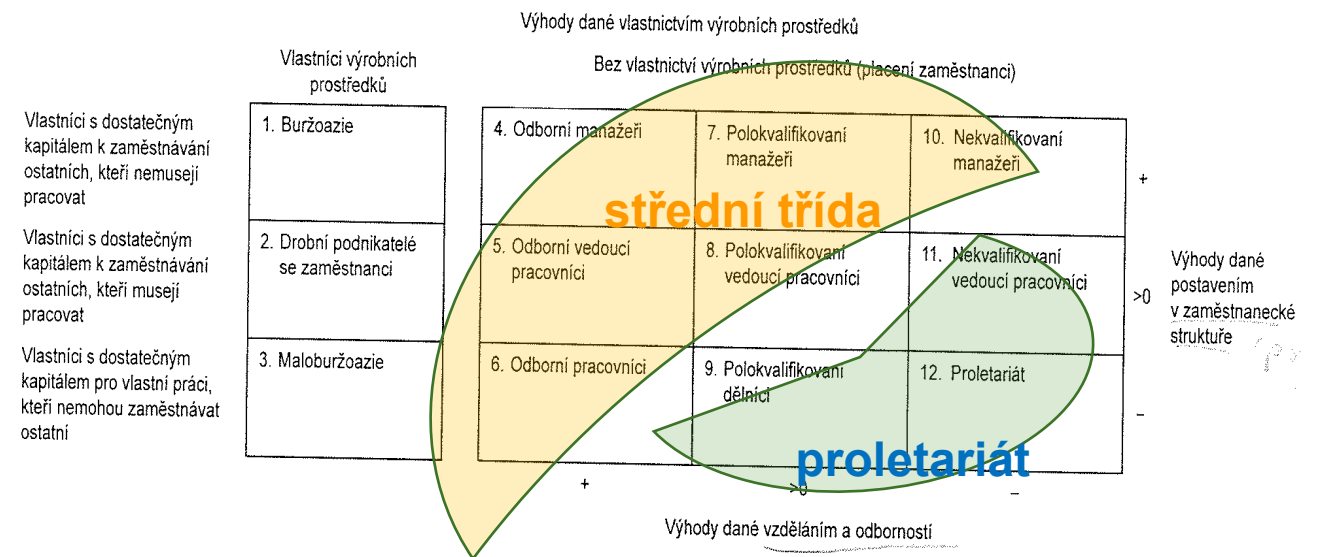 Výhody dané vlastnictvím výrobních prostředků
Vlastníci výrobních
prostředků
Bez vlastnictví výrobních prostředků (placení zaměstnanci)
Vlastníci s dostatečným
kapitálem k zaměstnávání
ostatních, kteří nemusejí
pracovat
1. Buržoazie
4. Odborní manažeři
7. Polokvalifikovaní
manažeři
10. Nekvalifikovaní
manažeři
+
střední třída
Vlastníci s dostatečným
kapitálem k zaměstnávání
ostatních, kteří musejí
pracovat
2. Drobní podnikatelé
se zaměstnanci
5. Odborní vedoucí
pracovníci
8. Polokvalifikovaní
vedoucí pracovníci
11. Nekvalifikovaní
vedoucí pracovníci
>0
Výhody dané
postavením
v zaměstnanecké
struktuře
Vlastníci s dostatečným
kapitálem pro vlastní práci,
kteří nemohou zaměstnávat
ostatní
3. Maloburžoazie
6. Odborní pracovníci
9. Polokvalifikovaní
dělníci
12. Proletariát
–
proletariát
+
>0
–
Výhody dané vzděláním a odborností